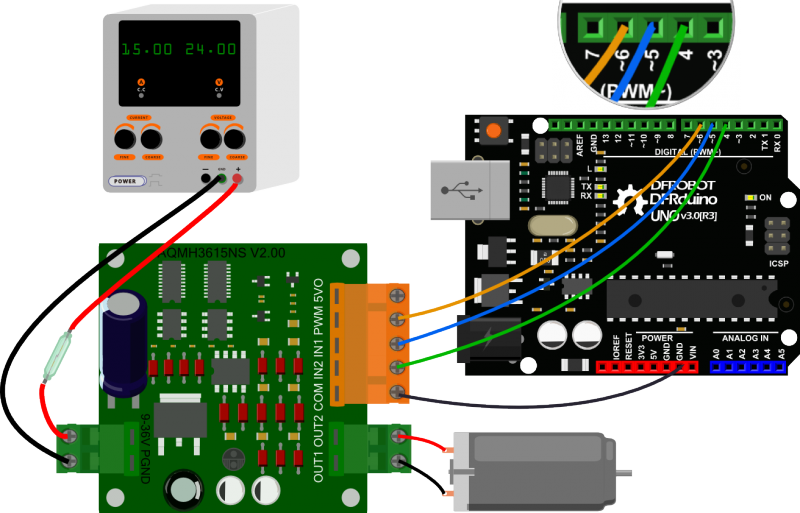 15.00 24.00
A
V
C.C
C.V
CURRENT
VOLTAGE
FINE
COARSE
FINE
COARSE
POWER
−
GND
+
7
~6
~5
4
~3
(PWM~)
AREF
GND
13
12
~11
~10
~9
8
7
~6
~5
4
~3
2
TX 1
RX 0
DIGITAL (PWM~)
L
TX
RX
DFROBOT
DFRduino
UNO v3.0[R3]
ON
ICSP
IOREF
RESET
3V3
5V
GND
GND
VIN
POWER
ANALOG IN
A0
A1
A2
A3
A4
A5
AQMH3615NS V2.00
COM IN2 IN1 PWM 5VO
9-36V PGND
OUT1 OUT2